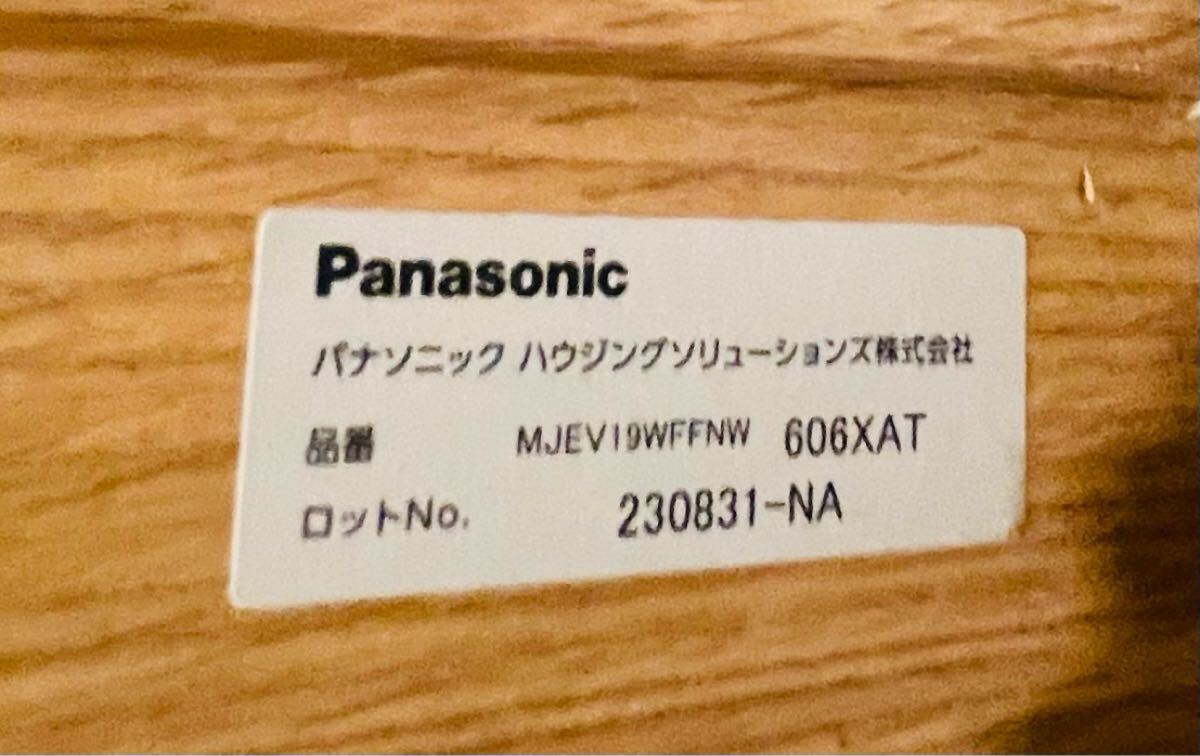 Panasonic
パナソニック ハウジングソリューションズ株式会社
品番 MJEV19WFFNW 606XAT
ロットNo. 230831-NA